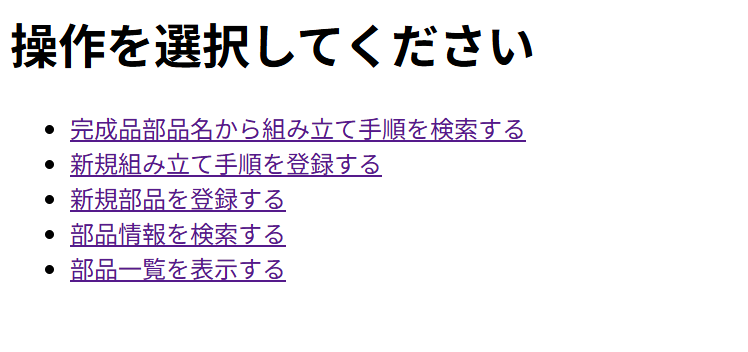 操作を選択してください
完成品部品名から組み立て手順を検索する
新規組み立て手順を登録する
新規部品を登録する
部品情報を検索する
部品一覧を表示する